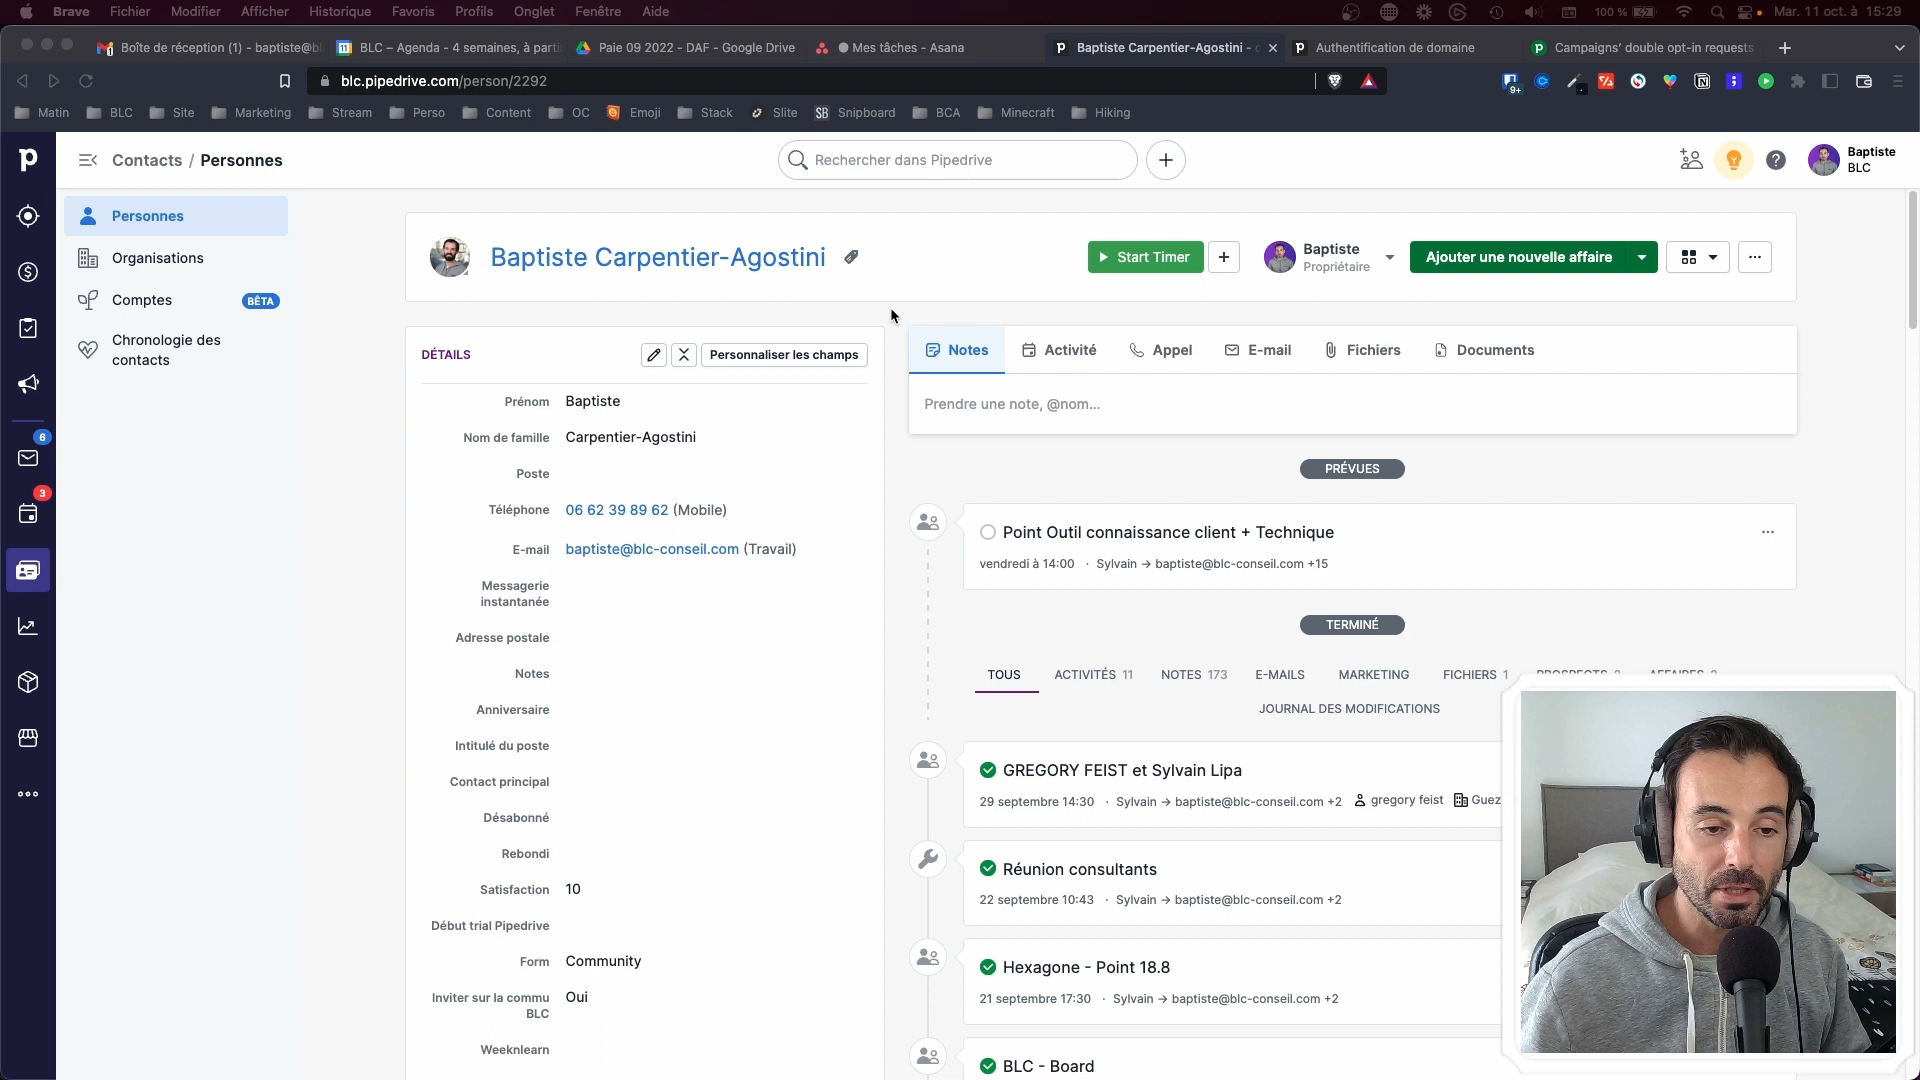 Brave Fichier Modifier Afficher Historique Favoris Profils Onglet Fenêtre Aide
100 % Mar. 11 oct. à 15:29
Boîte de réception (1) - baptiste@bl
BLC – Agenda - 4 semaines, à parti
Paie 09 2022 - DAF - Google Drive
Mes tâches - Asana
Baptiste Carpentier-Agostini -
Authentification de domaine
Campaigns' double opt-in requests
blc.pipedrive.com/person/2292
9+
Matin BLC Site Marketing Stream Perso Content OC Emoji Stack Slite SB Snipboard BCA Minecraft Hiking
Contacts / Personnes
Rechercher dans Pipedrive
Baptiste
BLC
Personnes
Organisations
Comptes BÊTA
Chronologie des
contacts
6
3
Baptiste Carpentier-Agostini
Start Timer
Baptiste
Propriétaire
Ajouter une nouvelle affaire
DÉTAILS
Personnaliser les champs
Prénom Baptiste
Nom de famille Carpentier-Agostini
Poste
Téléphone 06 62 39 89 62 (Mobile)
E-mail baptiste@blc-conseil.com (Travail)
Messagerie
instantanée
Adresse postale
Notes
Anniversaire
Intitulé du poste
Contact principal
Désabonné
Rebondi
Satisfaction 10
Début trial Pipedrive
Form Community
Inviter sur la commu Oui
BLC
Weeknlearn
Notes Activité Appel E-mail Fichiers Documents
Prendre une note, @nom...
PRÉVUES
Point Outil connaissance client + Technique
vendredi à 14:00 · Sylvain → baptiste@blc-conseil.com +15
TERMINÉ
TOUS ACTIVITÉS 11 NOTES 173 E-MAILS MARKETING FICHIERS 1 PROSPECTS 2 AFFAIRES
JOURNAL DES MODIFICATIONS
GREGORY FEIST et Sylvain Lipa
29 septembre 14:30 · Sylvain → baptiste@blc-conseil.com +2 gregory feist Guez
Réunion consultants
22 septembre 10:43 · Sylvain → baptiste@blc-conseil.com +2
Hexagone - Point 18.8
21 septembre 17:30 · Sylvain → baptiste@blc-conseil.com +2
BLC - Board